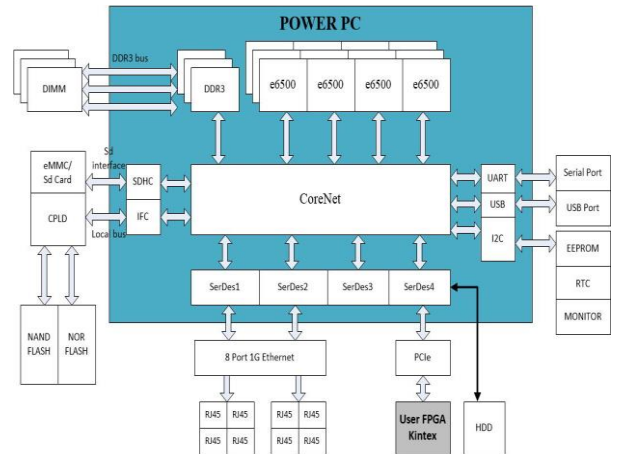 POWER PC
DDR3 bus
DIMM
DDR3
e6500
e6500
e6500
e6500
Sd
interface
eMMC/
Sd Card
CPLD
SDHC
IFC
Local bus
CoreNet
UART
USB
I2C
Serial Port
USB Port
EEPROM
RTC
MONITOR
SerDes1
SerDes2
SerDes3
SerDes4
NAND
FLASH
NOR
FLASH
8 Port 1G Ethernet
PCIe
RJ45 RJ45
RJ45 RJ45
RJ45 RJ45
RJ45 RJ45
User FPGA
Kintex
HDD